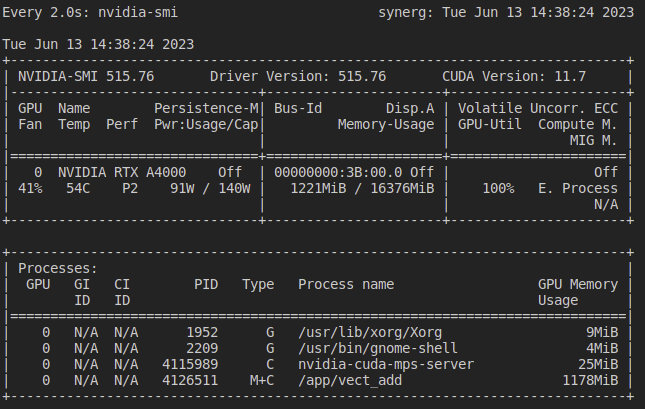 Every 2.0s: nvidia-smi                         synerg: Tue Jun 13 14:38:24 2023
Tue Jun 13 14:38:24 2023
+-----------------------------------------------------------------------------+
| NVIDIA-SMI 515.76       Driver Version: 515.76       CUDA Version: 11.7     |
|-------------------------------+----------------------+----------------------+
| GPU  Name        Persistence-M| Bus-Id        Disp.A | Volatile Uncorr. ECC |
| Fan  Temp  Perf  Pwr:Usage/Cap|         Memory-Usage | GPU-Util  Compute M. |
|                               |                      |               MIG M. |
|===============================+======================+======================|
|   0  NVIDIA RTX A4000    Off  | 00000000:3B:00.0 Off |                  Off |
| 41%   54C    P2    91W / 140W |   1221MiB / 16376MiB |    100%   E. Process |
|                               |                      |                  N/A |
+-------------------------------+----------------------+----------------------+
+-----------------------------------------------------------------------------+
| Processes:                                                                  |
|  GPU   GI   CI        PID   Type   Process name                  GPU Memory |
|        ID   ID                                                   Usage      |
|=============================================================================|
|    0   N/A  N/A      1952      G   /usr/lib/xorg/Xorg                  9MiB |
|    0   N/A  N/A      2209      G   /usr/bin/gnome-shell                4MiB |
|    0   N/A  N/A   4115989      C   nvidia-cuda-mps-server             25MiB |
|    0   N/A  N/A   4126511    M+C   /app/vect_add                    1178MiB |
+-----------------------------------------------------------------------------+